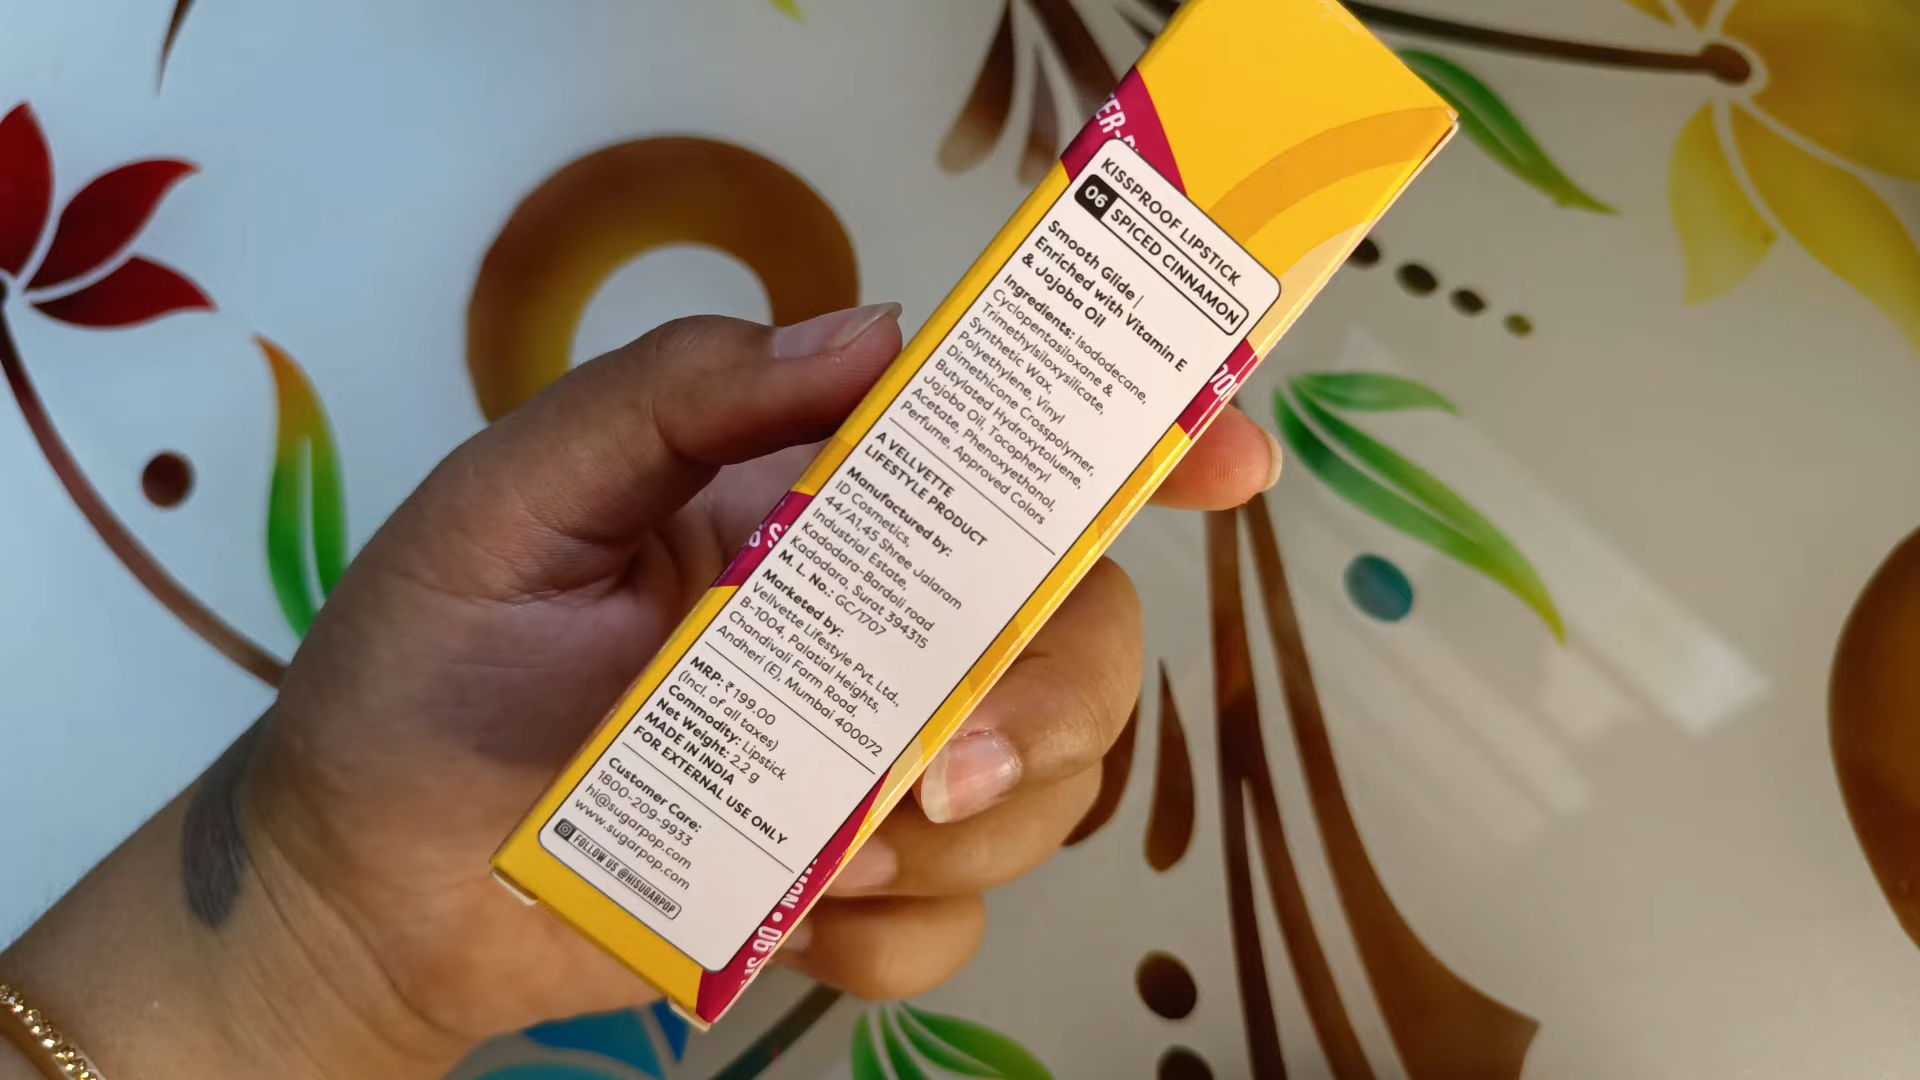 KISSPROOF LIPSTICK
06 SPICED CINNAMON
Smooth Glide |
Enriched with Vitamin E
& Jojoba Oil
Ingredients: Isododecane,
Cyclopentasiloxane &
Trimethylsiloxysilicate,
Synthetic Wax,
Polyethylene, Vinyl
Dimethicone Crosspolymer,
Butylated Hydroxytoluene,
Jojoba Oil, Tocopheryl
Acetate, Phenoxyethanol,
Perfume, Approved Colors
A VELLVETTE
LIFESTYLE PRODUCT
Manufactured by:
ID Cosmetics,
44/A1,45 Shree Jalaram
Industrial Estate,
Kadodara-Bardoli road
Kadodara, Surat 394315
M. L. No.: GC/1707
Marketed by:
Vellvette Lifestyle Pvt. Ltd.,
B-1004, Palatial Heights,
Chandivali Farm Road,
Andheri (E), Mumbai 400072
MRP: ₹199.00
(Incl. of all taxes)
Commodity: Lipstick
Net Weight: 2.2 g
MADE IN INDIA
FOR EXTERNAL USE ONLY
Customer Care:
1800-209-9933
hi@sugarpop.com
www.sugarpop.com
FOLLOW US @HISUGARPOP
06